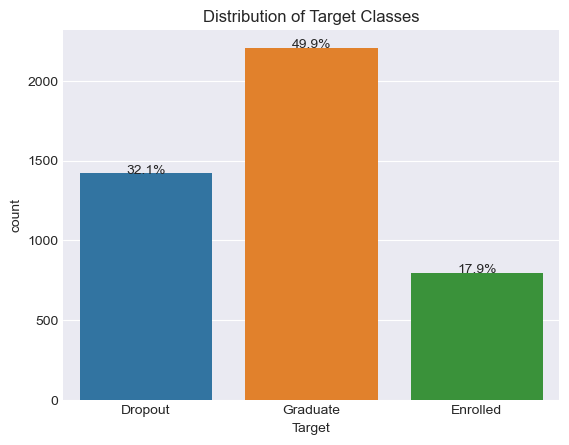 Distribution of Target Classes
49.9%
2000
32.1%
1500
count
1000
17.9%
500
0
Dropout Graduate Enrolled
Target